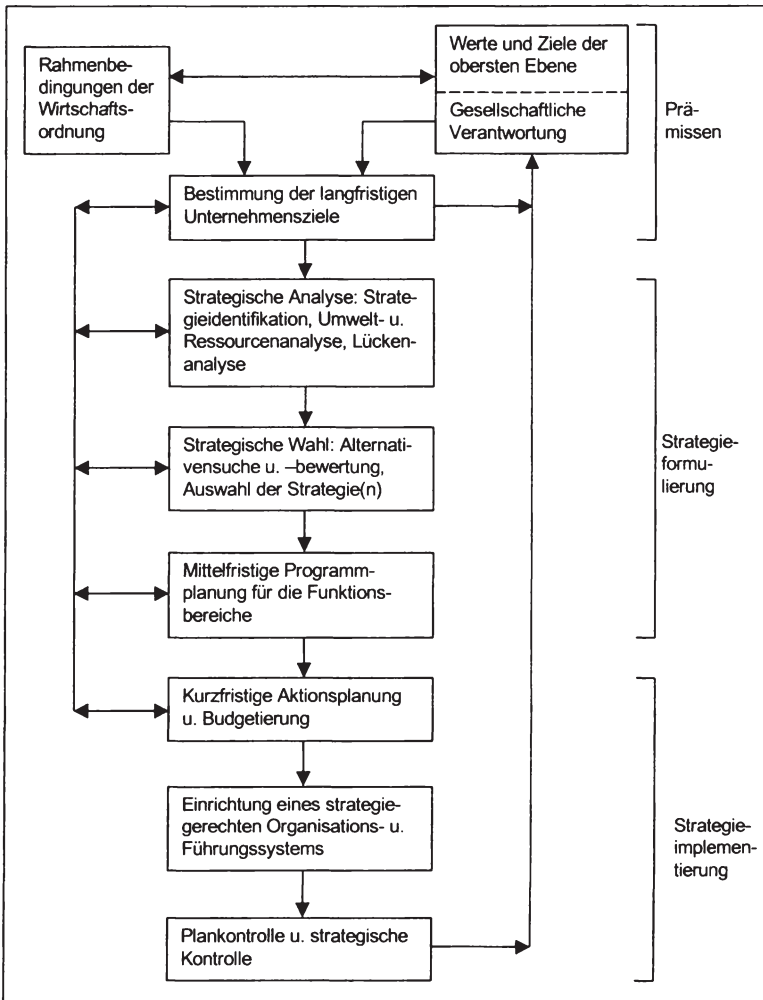 Rahmenbe-
dingungen der
Wirtschafts-
ordnung
Werte und Ziele der
obersten Ebene
Gesellschaftliche
Verantwortung
Prä-
missen
Bestimmung der langfristigen
Unternehmensziele
Strategische Analyse: Strate-
gieidentifikation, Umwelt- u.
Ressourcenanalyse, Lücken-
analyse
Strategische Wahl: Alternati-
vensuche u. –bewertung,
Auswahl der Strategie(n)
Strategie-
formu-
lierung
Mittelfristige Programm-
planung für die Funktions-
bereiche
Kurzfristige Aktionsplanung
u. Budgetierung
Einrichtung eines strategie-
gerechten Organisations- u.
Führungssystems
Strategie-
implemen-
tierung
Plankontrolle u. strategische
Kontrolle